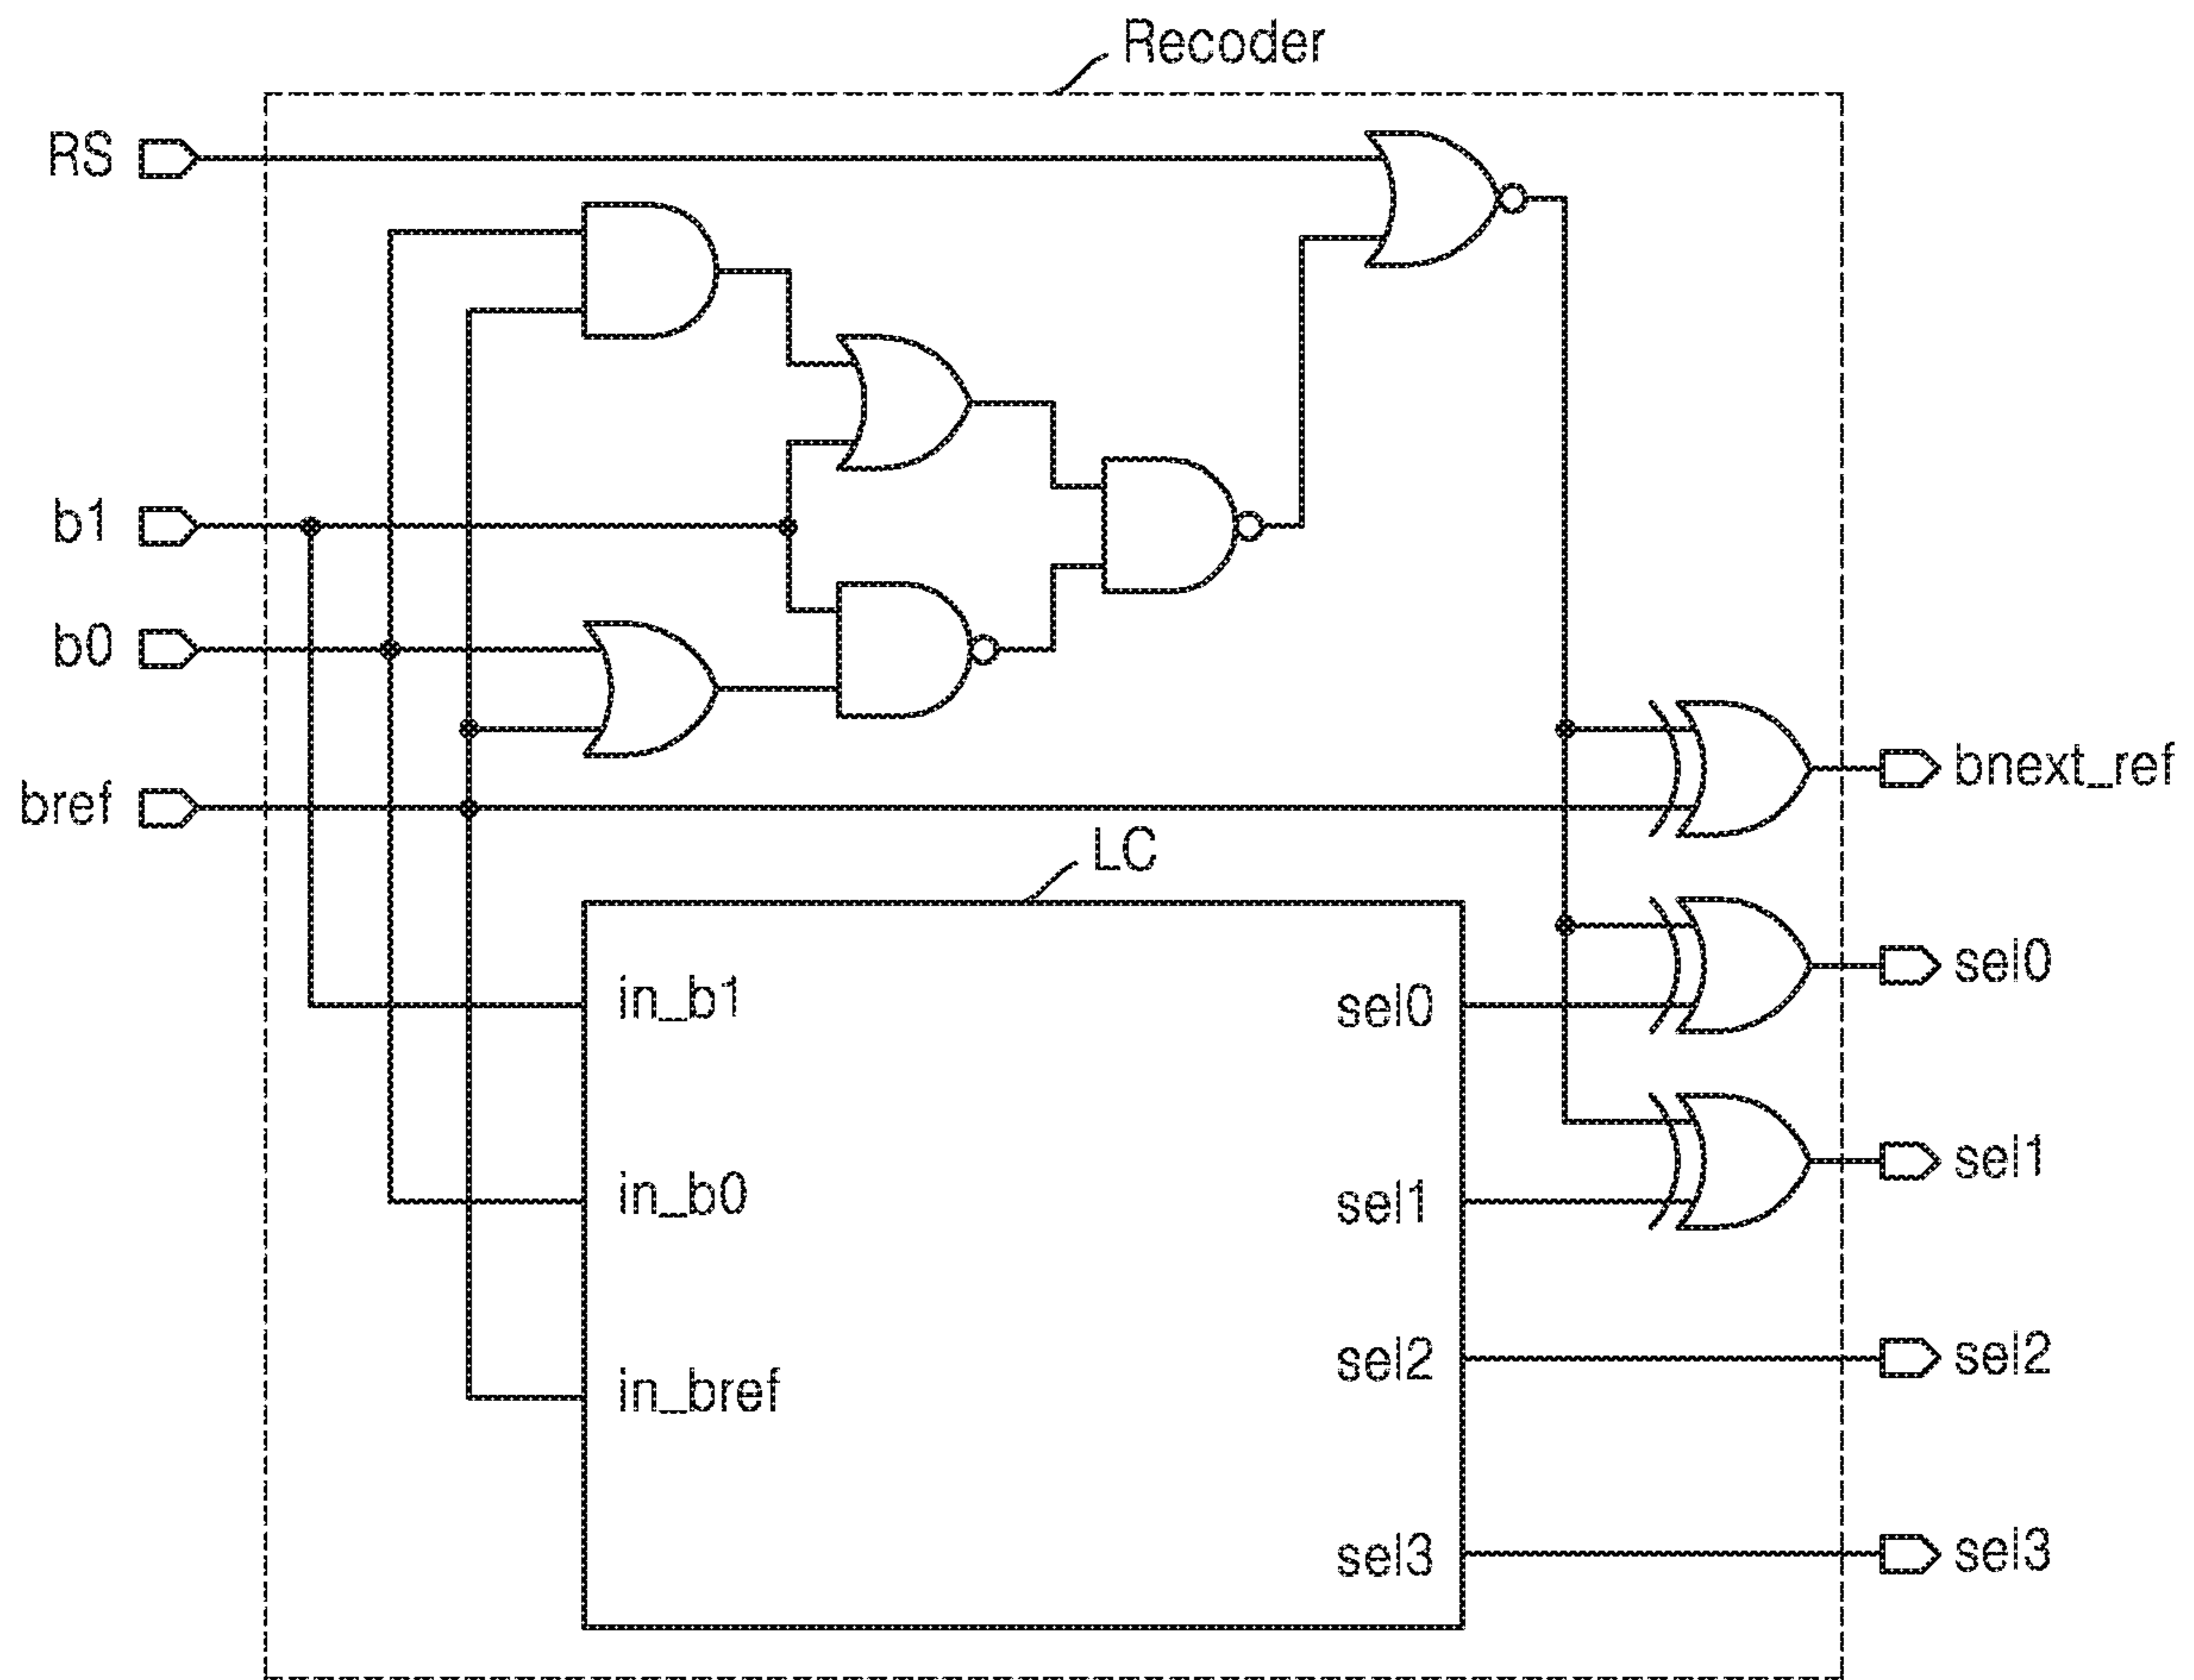 Recoder
RS
b1
b0
bref
bnext_ref
LC
in_b1
sel0
sel0
in_b0
sel1
sel1
in_bref
sel2
sel2
sel3
sel3